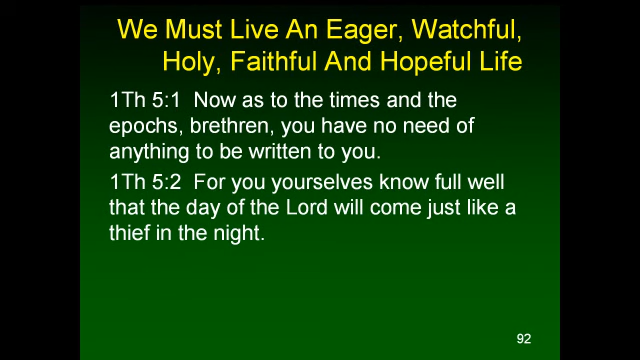 We Must Live An Eager, Watchful,
Holy, Faithful And Hopeful Life
1Th 5:1  Now as to the times and the
epochs, brethren, you have no need of
anything to be written to you.
1Th 5:2  For you yourselves know full well
that the day of the Lord will come just like a
thief in the night.
92